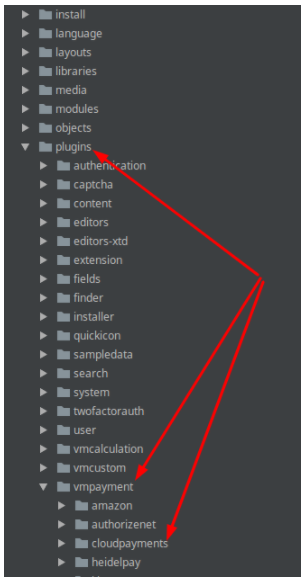 install
language
layouts
libraries
media
modules
objects
plugins
authentication
captcha
content
editors
editors-xtd
extension
fields
finder
installer
quickicon
sampledata
search
system
twofactorauth
user
vmcalculation
vmcustom
vmpayment
amazon
authorizenet
cloudpayments
heidelpay